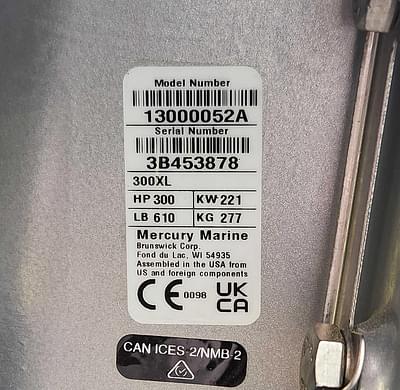 Model Number
13000052A
Serial Number
3B453878
300XL
HP 300 KW 221
LB 610 KG 277
Mercury Marine
Brunswick Corp.
Fond du Lac, WI 54935
Assembled in the USA from
US and foreign components
CE 0098 UK
CA
CAN ICES-2/NMB-2